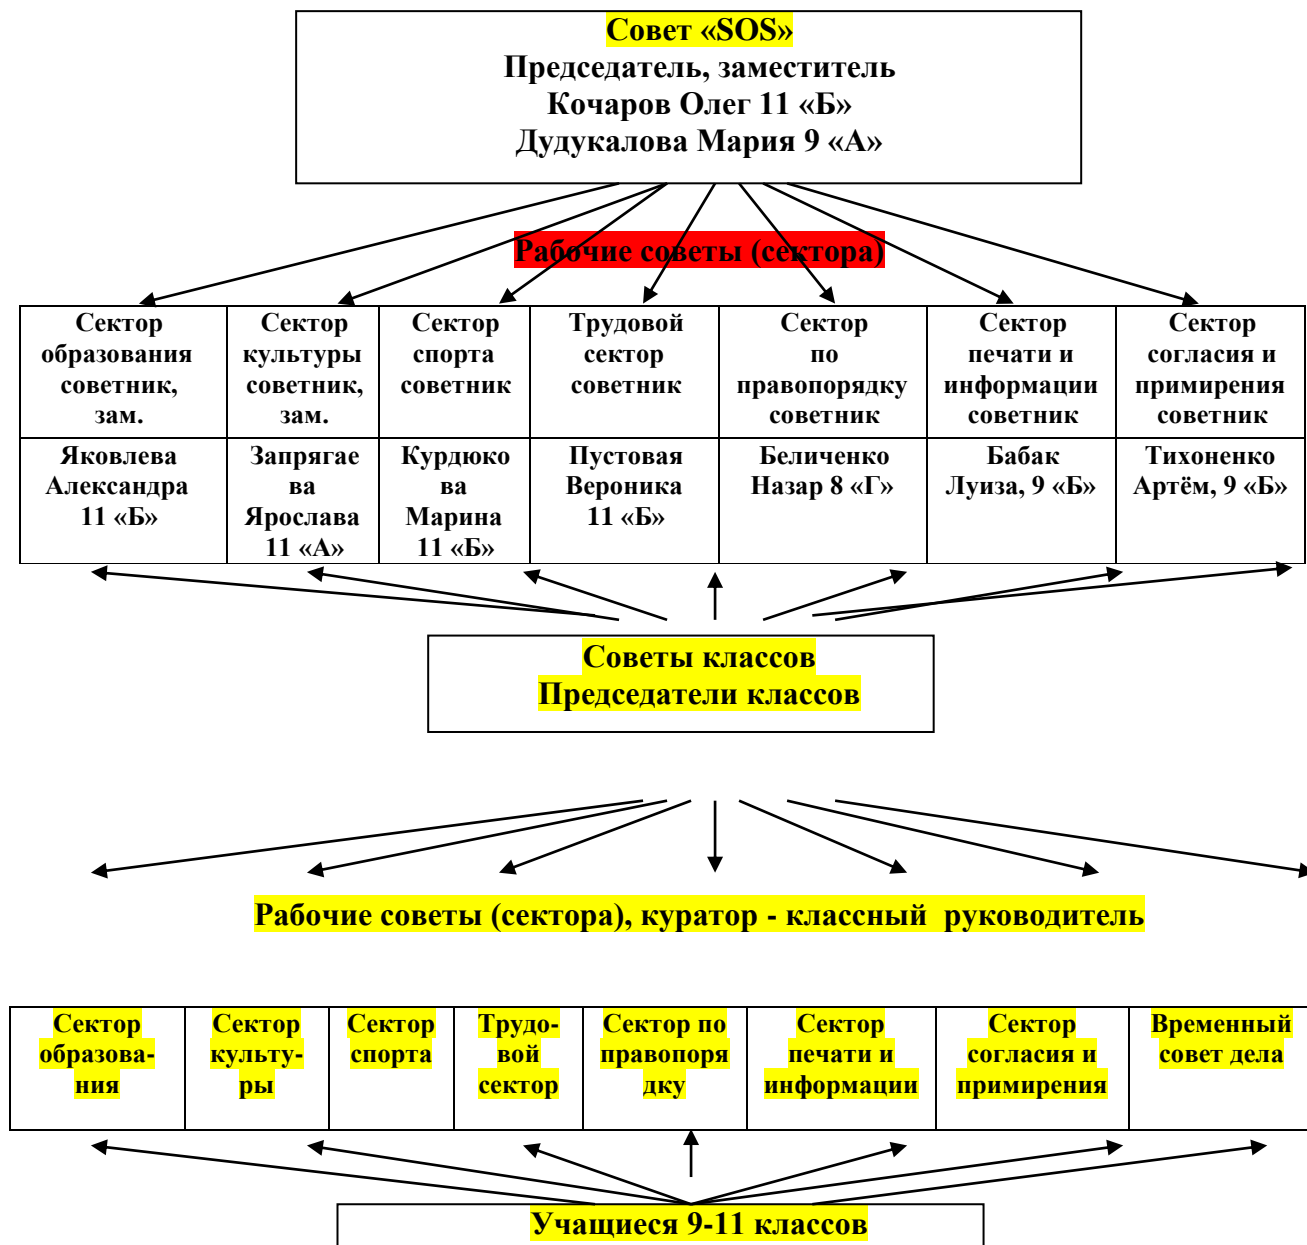 Совет «SOS»
Председатель, заместитель
Кочаров Олег 11 «Б»
Дудукалова Мария 9 «А»
Рабочие советы (сектора)
Сектор
образования
советник,
зам.
Сектор
культуры
советник,
зам.
Сектор
спорта
советник
Трудовой
сектор
советник
Сектор
по
правопорядку
советник
Сектор
печати и
информации
советник
Сектор
согласия и
примирения
советник
Яковлева
Александра
11 «Б»
Запрягае
ва
Ярослава
11 «А»
Курдюко
ва
Марина
11 «Б»
Пустовая
Вероника
11 «Б»
Беличенко
Назар 8 «Г»
Бабак
Луиза, 9 «Б»
Тихоненко
Артём, 9 «Б»
Советы классов
Председатели классов
Рабочие советы (сектора), куратор - классный руководитель
Сектор
образова-
ния
Сектор
культу-
ры
Сектор
спорта
Трудо-
вой
сектор
Сектор по
правопоря
дку
Сектор
печати и
информации
Сектор
согласия и
примирения
Временный
совет дела
Учащиеся 9-11 классов